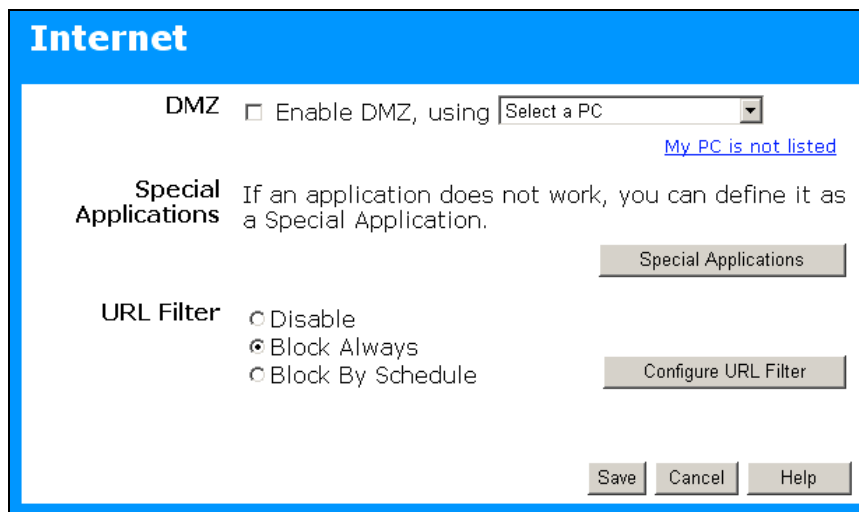 Internet
DMZ
Enable DMZ, using Select a PC
My PC is not listed
Special Applications
If an application does not work, you can define it as
a Special Application.
Special Applications
URL Filter
Disable
Block Always
Block By Schedule
Configure URL Filter
Save Cancel Help